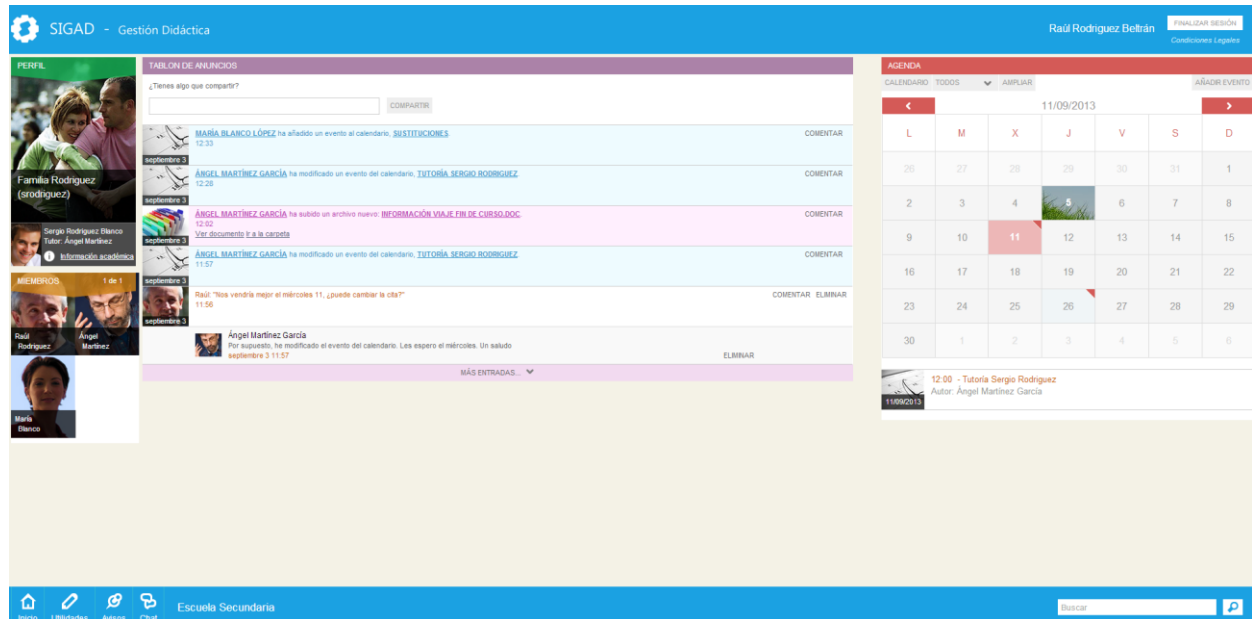 SIGAD - Gestión Didáctica
Raúl Rodriguez Beltrán
FINALIZAR SESIÓN
Condiciones Legales
PERFIL
Familia Rodriguez
(srodriguez)
Sergio Rodriguez Blanco
Tutor: Ángel Martínez
Información académica
MIEMBROS 1 de 1
Raúl
Rodriguez
Ángel
Martínez
María
Blanco
TABLON DE ANUNCIOS
¿Tienes algo que compartir?
COMPARTIR
MARÍA BLANCO LÓPEZ ha añadido un evento al calendario, SUSTITUCIONES. COMENTAR
12:33
septiembre 3
ÁNGEL MARTÍNEZ GARCÍA ha modificado un evento del calendario, TUTORÍA SERGIO RODRIGUEZ. COMENTAR
12:28
septiembre 3
ÁNGEL MARTÍNEZ GARCÍA ha subido un archivo nuevo: INFORMACIÓN VIAJE FIN DE CURSO.DOC. COMENTAR
12:02
Ver documento Ir a la carpeta
septiembre 3
ÁNGEL MARTÍNEZ GARCÍA ha modificado un evento del calendario, TUTORÍA SERGIO RODRIGUEZ. COMENTAR
11:57
septiembre 3
Raúl: "Nos vendría mejor el miércoles 11, ¿puede cambiar la cita?" COMENTAR ELIMINAR
11:56
septiembre 3
Ángel Martínez García
Por supuesto, he modificado el evento del calendario. Les espero el miércoles. Un saludo
septiembre 3 11:57 ELIMINAR
MÁS ENTRADAS...
AGENDA
CALENDARIO TODOS AMPLIAR AÑADIR EVENTO
11/09/2013
L M X J V S D
26 27 28 29 30 31 1
2 3 4 5 6 7 8
9 10 11 12 13 14 15
16 17 18 19 20 21 22
23 24 25 26 27 28 29
30 1 2 3 4 5 6
12:00 - Tutoría Sergio Rodriguez
Autor: Ángel Martínez García
11/09/2013
Inicio Utilidades Avisos Chat
Escuela Secundaria
Buscar